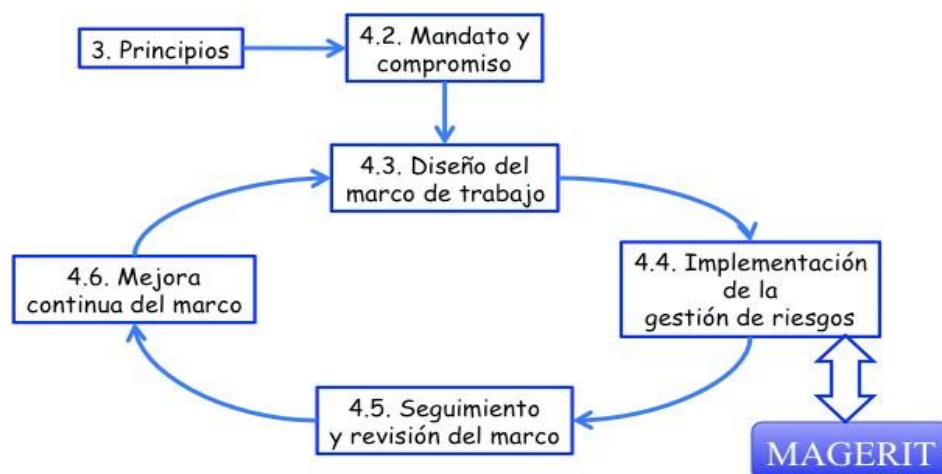 3. Principios
4.2. Mandato y
compromiso
4.3. Diseño del
marco de trabajo
4.6. Mejora
continua del marco
4.4. Implementación
de la
gestión de riesgos
4.5. Seguimiento
y revisión del marco
MAGERIT